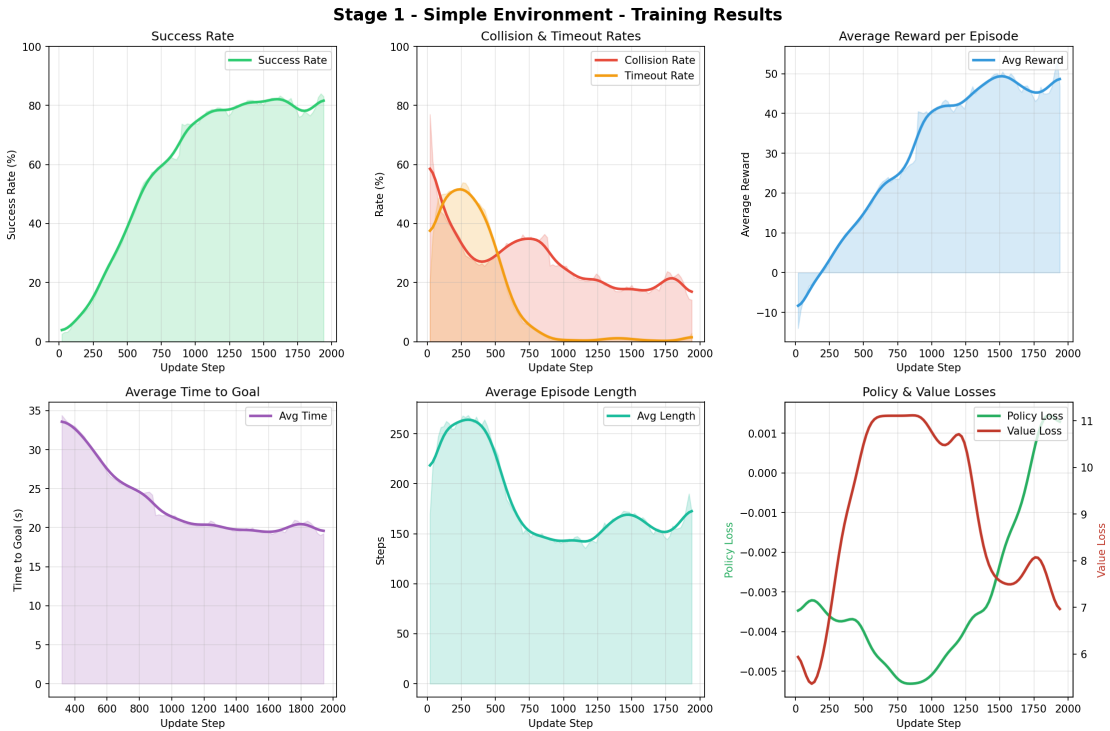 Stage 1 - Simple Environment - Training Results
Success Rate
Success Rate (%)
100
80
60
40
20
0
0 250 500 750 1000 1250 1500 1750 2000
Update Step
Success Rate
Collision & Timeout Rates
Rate (%)
100
80
60
40
20
0
0 250 500 750 1000 1250 1500 1750 2000
Update Step
Collision Rate
Timeout Rate
Average Reward per Episode
Average Reward
50
40
30
20
10
0
−10
0 250 500 750 1000 1250 1500 1750 2000
Update Step
Avg Reward
Average Time to Goal
Time to Goal (s)
35
30
25
20
15
10
5
0
400 600 800 1000 1200 1400 1600 1800 2000
Update Step
Avg Time
Average Episode Length
Steps
250
200
150
100
50
0
0 250 500 750 1000 1250 1500 1750 2000
Update Step
Avg Length
Policy & Value Losses
Policy Loss
0.001
0.000
−0.001
−0.002
−0.003
−0.004
−0.005
0 250 500 750 1000 1250 1500 1750 2000
Update Step
Policy Loss
Value Loss
11
10
9
8
7
6
Value Loss